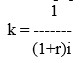 1
k = -------
(1+r)i